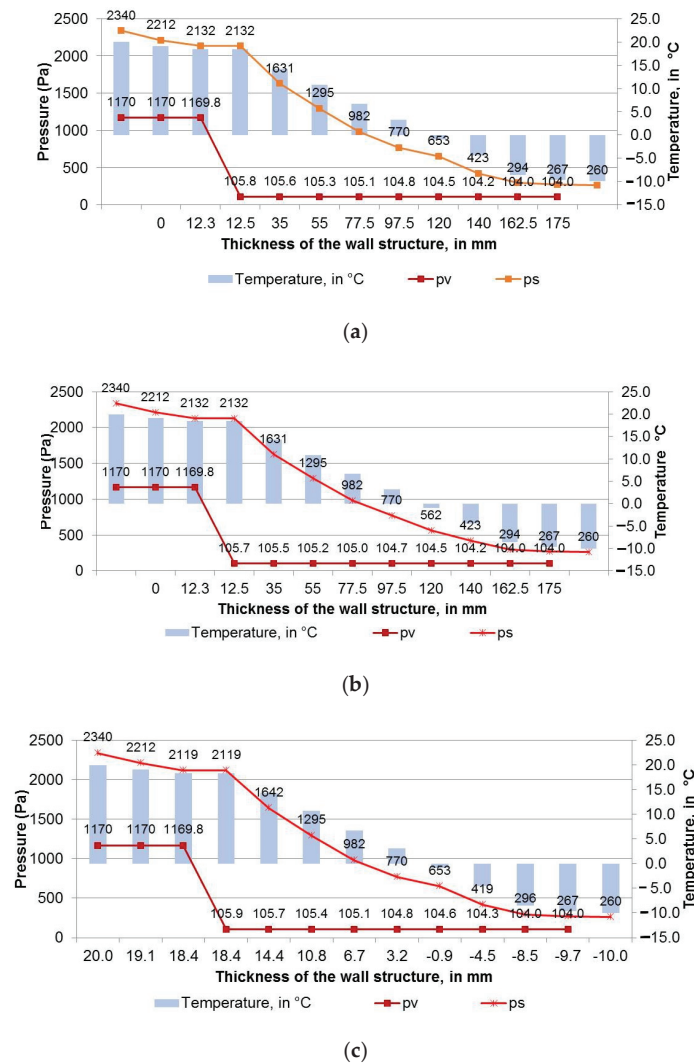 2340 2212 2132 2132 1631 1295 982 770 653 423 294 267 260
1170 1170 1169.8 105.8 105.6 105.3 105.1 104.8 104.5 104.2 104.0 104.0
2500 2000 1500 1000 500 0
Pressure (Pa)
25.0 20.0 15.0 10.0 5.0 0.0 −5.0 −10.0 −15.0
Temperature, in °C
0 12.3 12.5 35 55 77.5 97.5 120 140 162.5 175
Thickness of the wall structure, in mm
Temperature, in °C pv ps
(a)
2340 2212 2132 2132 1631 1295 982 770 562 423 294 267 260
1170 1170 1169.8 105.7 105.5 105.2 105.0 104.7 104.5 104.2 104.0 104.0
2500 2000 1500 1000 500 0
Pressure (Pa)
25.0 20.0 15.0 10.0 5.0 0.0 −5.0 −10.0 −15.0
Temperature °C
0 12.3 12.5 35 55 77.5 97.5 120 140 162.5 175
Thickness of the wall structure, in mm
Temperature, in °C pv ps
(b)
2340 2212 2119 2119 1642 1295 982 770 653 419 296 267 260
1170 1170 1169.8 105.9 105.7 105.4 105.1 104.8 104.6 104.3 104.0 104.0
2500 2000 1500 1000 500 0
Pressure (Pa)
25.0 20.0 15.0 10.0 5.0 0.0 −5.0 −10.0 −15.0
Temperature, in °C
20.0 19.1 18.4 18.4 14.4 10.8 6.7 3.2 -0.9 -4.5 -8.5 -9.7 -10.0
Thickness of the wall structure, in mm
Temperature, in °C pv ps
(c)